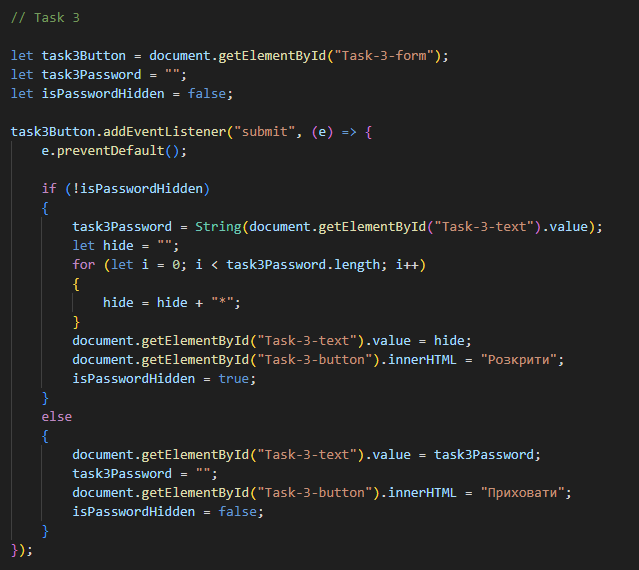 // Task 3
let task3Button = document.getElementById("Task-3-form");
let task3Password = "";
let isPasswordHidden = false;
task3Button.addEventListener("submit", (e) => {
e.preventDefault();
if (!isPasswordHidden)
{
task3Password = String(document.getElementById("Task-3-text").value);
let hide = "";
for (let i = 0; i < task3Password.length; i++)
{
hide = hide + "*";
}
document.getElementById("Task-3-text").value = hide;
document.getElementById("Task-3-button").innerHTML = "Розкрити";
isPasswordHidden = true;
}
else
{
document.getElementById("Task-3-text").value = task3Password;
task3Password = "";
document.getElementById("Task-3-button").innerHTML = "Приховати";
isPasswordHidden = false;
}
});